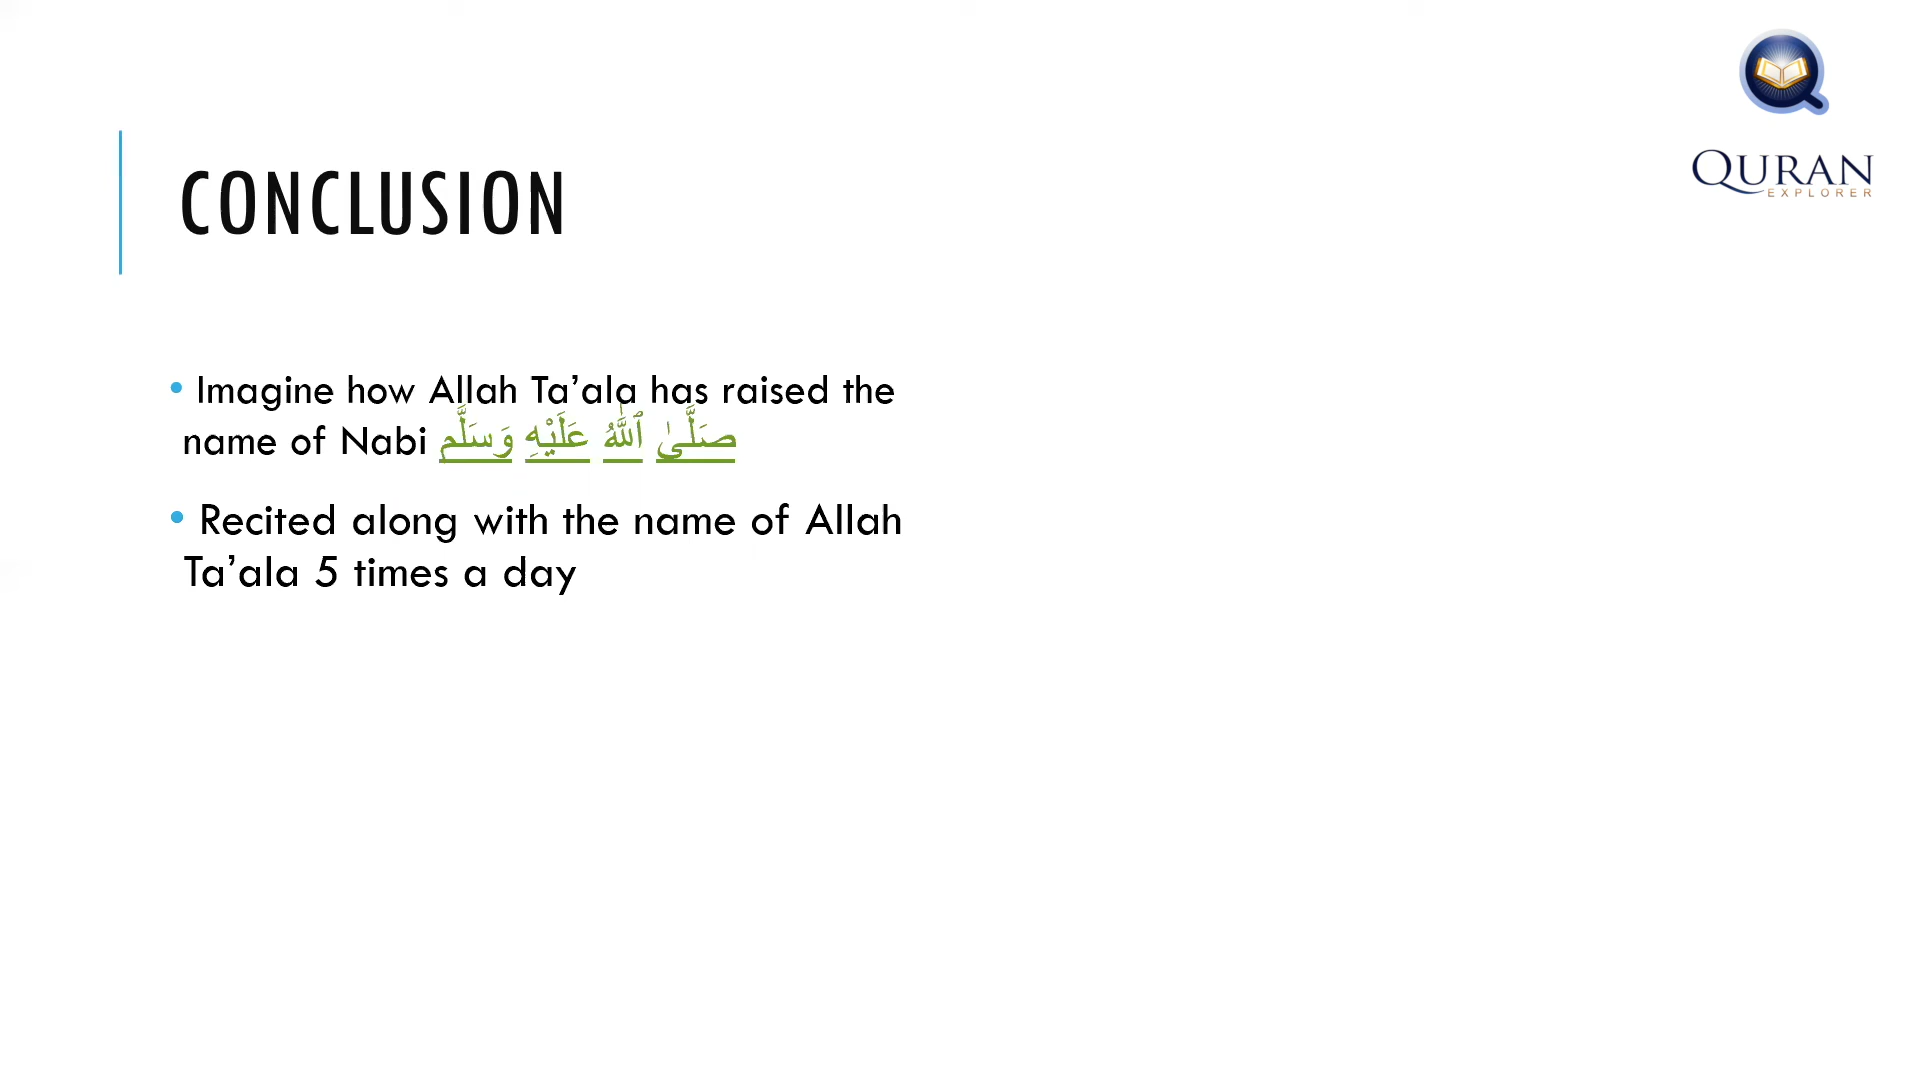 QURAN
EXPLORER
CONCLUSION
• Imagine how Allah Ta’ala has raised the
name of Nabi صَلَّىٰ ٱللَّٰهُ عَلَيْهِ وَسَلَّم
• Recited along with the name of Allah
Ta’ala 5 times a day